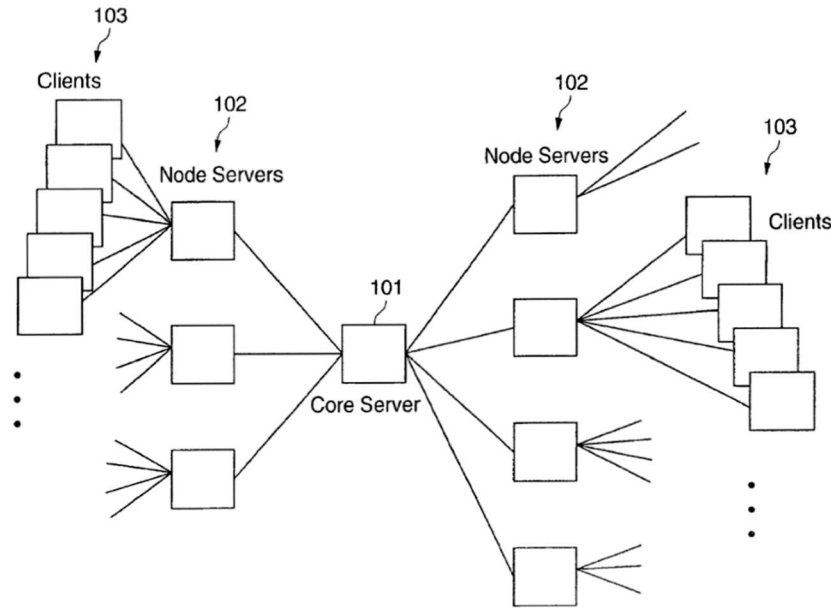 103
Clients
102
Node Servers
101
Core Server
102
Node Servers
103
Clients